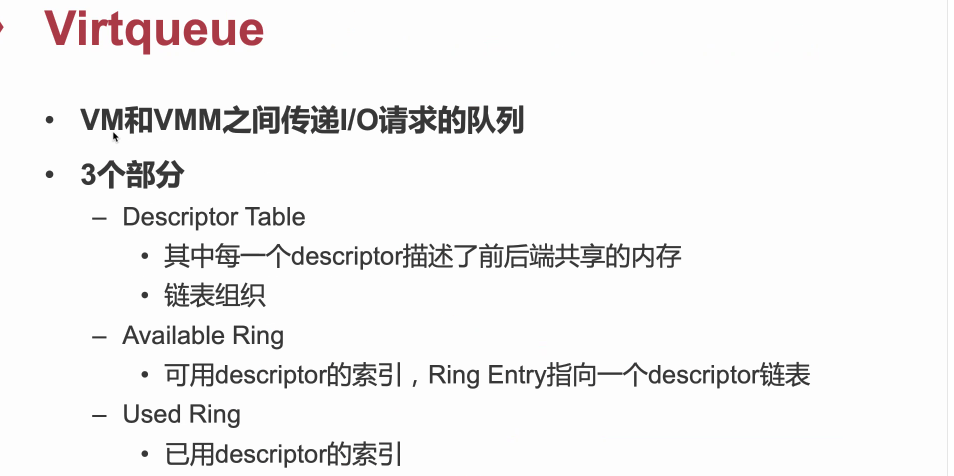 Virtqueue
• VM和VMM之间传递I/O请求的队列
• 3个部分
– Descriptor Table
• 其中每一个descriptor描述了前后端共享的内存
• 链表组织
– Available Ring
• 可用descriptor的索引，Ring Entry指向一个descriptor链表
– Used Ring
• 已用descriptor的索引